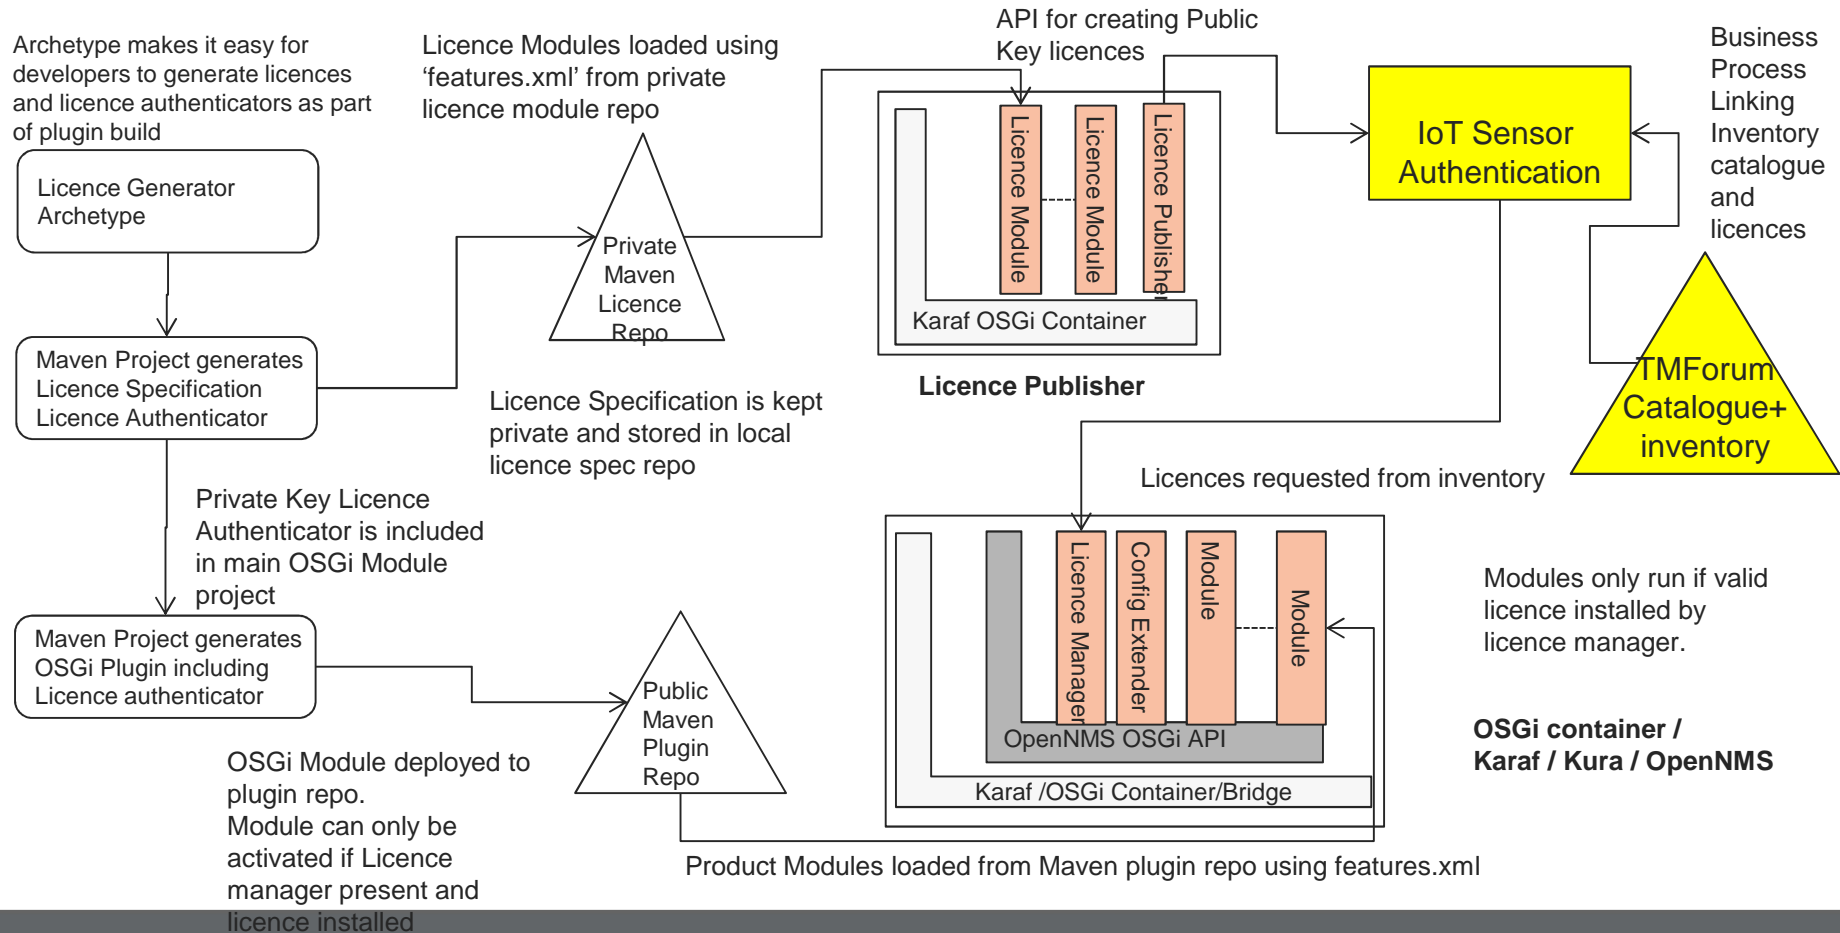 Archetype makes it easy for
developers to generate licences
and licence authenticators as part
of plugin build
Licence Generator
Archetype
Maven Project generates
Licence Specification
Licence Authenticator
Private Key Licence
Authenticator is included
in main OSGi Module
project
Maven Project generates
OSGi Plugin including
Licence authenticator
OSGi Module deployed to
plugin repo.
Module can only be
activated if Licence
manager present and
licence installed
Licence Modules loaded using
‘features.xml’ from private
licence module repo
Private
Maven
Licence
Repo
Licence Specification is kept
private and stored in local
licence spec repo
Public
Maven
Plugin
Repo
API for creating Public
Key licences
Licence Module
Licence Module
Licence Publisher
Karaf OSGi Container
Licence Publisher
IoT Sensor
Authentication
Business
Process
Linking
Inventory
catalogue
and
licences
TMForum
Catalogue+
inventory
Licences requested from inventory
Licence Manager
Config Extender
Module
Module
OpenNMS OSGi API
Karaf /OSGi Container/Bridge
Modules only run if valid
licence installed by
licence manager.
OSGi container /
Karaf / Kura / OpenNMS
Product Modules loaded from Maven plugin repo using features.xml